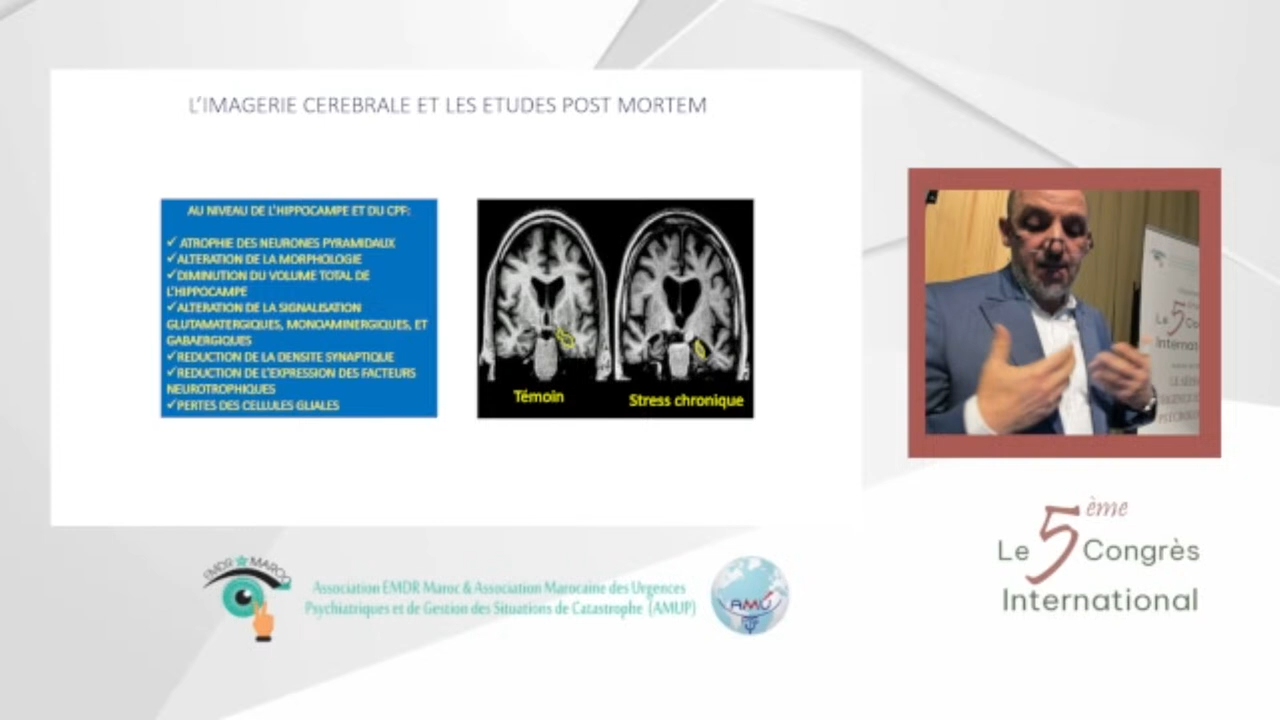 L'IMAGERIE CEREBRALE ET LES ETUDES POST MORTEM
AU NIVEAU DE L'HIPPOCAMPE ET DU CPF:
✓ ATROPHIE DES NEURONES PYRAMIDAUX
✓ALTERATION DE LA MORPHOLOGIE
✓DIMINUTION DU VOLUME TOTAL DE
L'HIPPOCAMPE
✓ALTERATION DE LA SIGNALISATION
GLUTAMATERGIQUES, MONOAMINERGIQUES, ET
GABAERGIQUES
✓REDUCTION DE LA DENSITE SYNAPTIQUE
✓REDUCTION DE L'EXPRESSION DES FACTEURS
NEUROTROPHIQUES
✓PERTES DES CELLULES GLIALES
Témoin
Stress chronique
5
Le 5ème Congrès
International
EMDR MAROC
Association EMDR Maroc & Association Marocaine des Urgences
Psychiatriques et de Gestion des Situations de Catastrophe (AMUP)
AMU